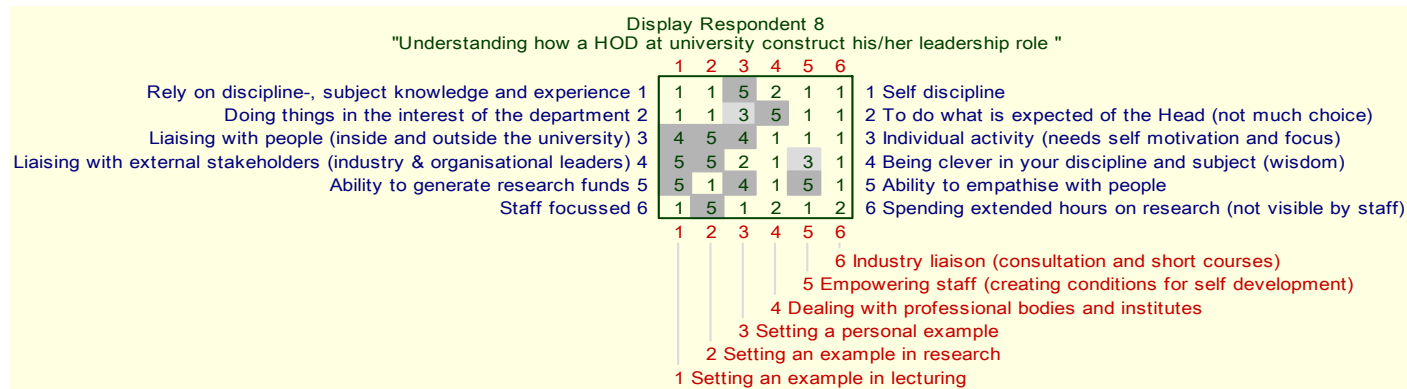 Display Respondent 8
"Understanding how a HOD at university construct his/her leadership role "
1 2 3 4 5 6
Rely on discipline-, subject knowledge and experience 1 1 1 5 2 1 1 1 Self discipline
Doing things in the interest of the department 2 1 1 3 5 1 1 2 To do what is expected of the Head (not much choice)
Liaising with people (inside and outside the university) 3 4 5 4 1 1 1 3 Individual activity (needs self motivation and focus)
Liaising with external stakeholders (industry & organisational leaders) 4 5 5 2 1 3 1 4 Being clever in your discipline and subject (wisdom)
Ability to generate research funds 5 5 1 4 1 5 1 5 Ability to empathise with people
Staff focussed 6 1 5 1 2 1 2 6 Spending extended hours on research (not visible by staff)
1 2 3 4 5 6
6 Industry liaison (consultation and short courses)
5 Empowering staff (creating conditions for self development)
4 Dealing with professional bodies and institutes
3 Setting a personal example
2 Setting an example in research
1 Setting an example in lecturing